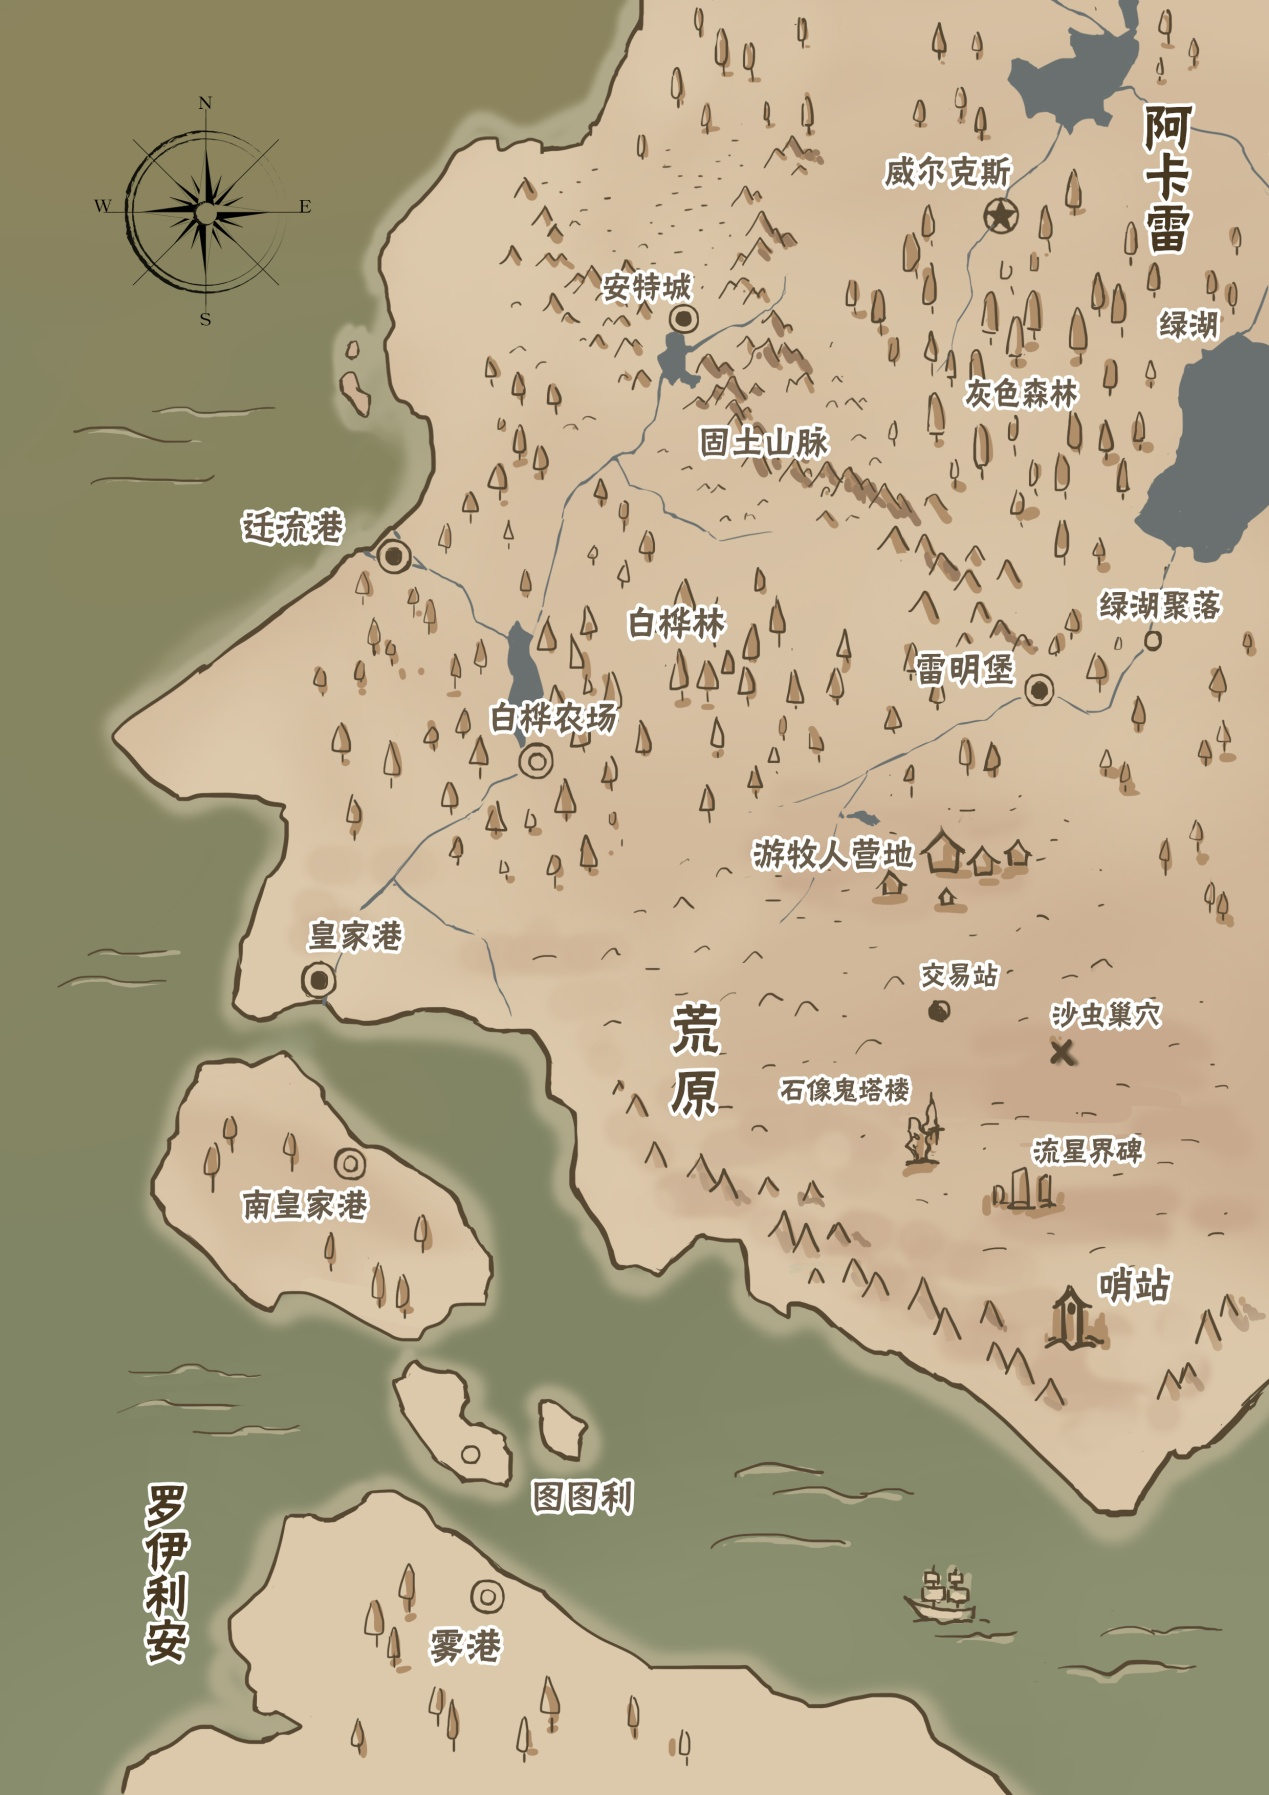 N
W
E
S
阿卡雷
威尔克斯
安特城
绿湖
灰色森林
固土山脉
迁流港
绿湖聚落
白桦林
雷明堡
白桦农场
游牧人营地
皇家港
交易站
荒原
沙虫巢穴
石像鬼塔楼
流星界碑
南皇家港
哨站
图图利
罗伊利安
雾港